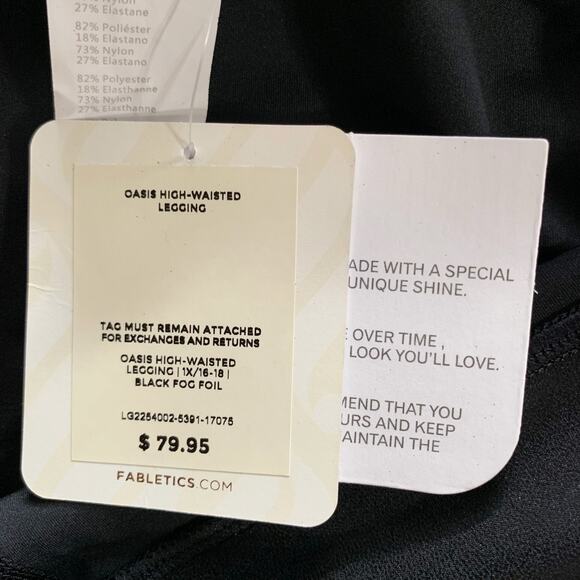 27% Elastane
82% Poliéster
18% Elastano
73% Nylon
27% Elastano
82% Polyester
18% Elasthanne
73% Nylon
27% Elasthanne
OASIS HIGH-WAISTED
LEGGING
TAG MUST REMAIN ATTACHED
FOR EXCHANGES AND RETURNS
OASIS HIGH-WAISTED
LEGGING | 1X/16-18 |
BLACK FOG FOIL
LG2254002-5391-17075
$ 79.95
FABLETICS.COM
ADE WITH A SPECIAL
UNIQUE SHINE.
E OVER TIME ,
LOOK YOU'LL LOVE.
MEND THAT YOU
URS AND KEEP
AINTAIN THE